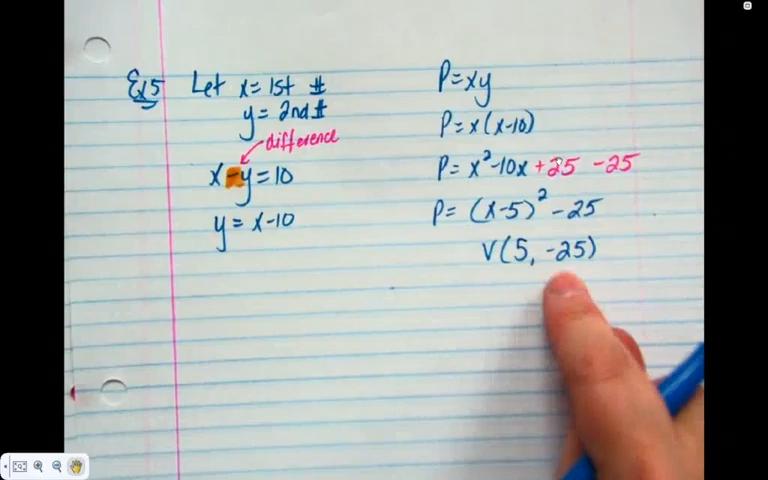 Ex5 Let x = 1st #
y = 2nd #
difference
x - y = 10
y = x - 10
P = xy
P = x(x-10)
P = x² - 10x + 25 - 25
P = (x-5)² - 25
V(5, -25)